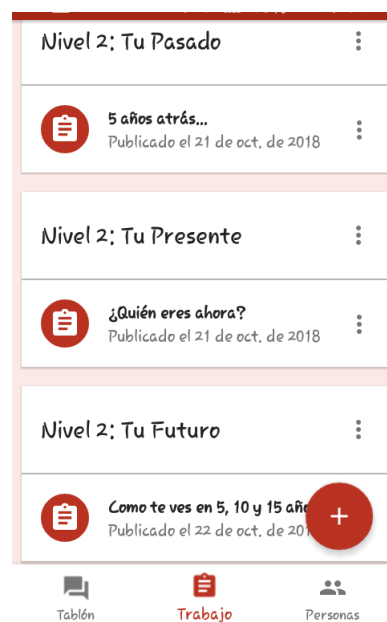 Nivel 2: Tu Pasado
5 años atrás...
Publicado el 21 de oct. de 2018
Nivel 2: Tu Presente
¿Quién eres ahora?
Publicado el 21 de oct. de 2018
Nivel 2: Tu Futuro
Como te ves en 5, 10 y 15
Publicado el 22 de oct. de
Tablón
Trabajo
Personas